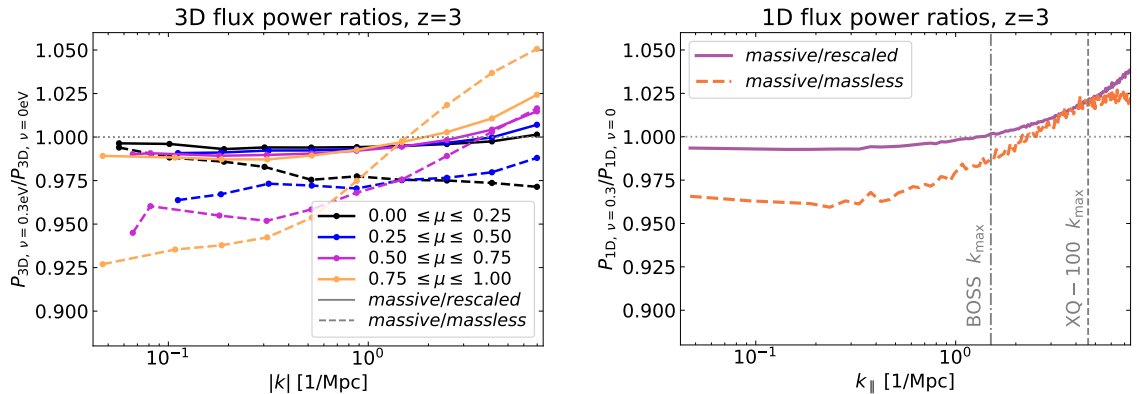 3D flux power ratios, z=3
1.050
1.025
1.000
0.975
0.950
0.925
0.900
P3D, ν=0.3eV/P3D, ν=0eV
0.00 ≤ μ ≤ 0.25
0.25 ≤ μ ≤ 0.50
0.50 ≤ μ ≤ 0.75
0.75 ≤ μ ≤ 1.00
massive/rescaled
massive/massless
10⁻¹ 10⁰
|k| [1/Mpc]
1D flux power ratios, z=3
massive/rescaled
massive/massless
1.050
1.025
1.000
0.975
0.950
0.925
0.900
P1D, ν=0.3/P1D, ν=0
BOSS kmax
XQ−100 kmax
10⁻¹ 10⁰
k∥ [1/Mpc]